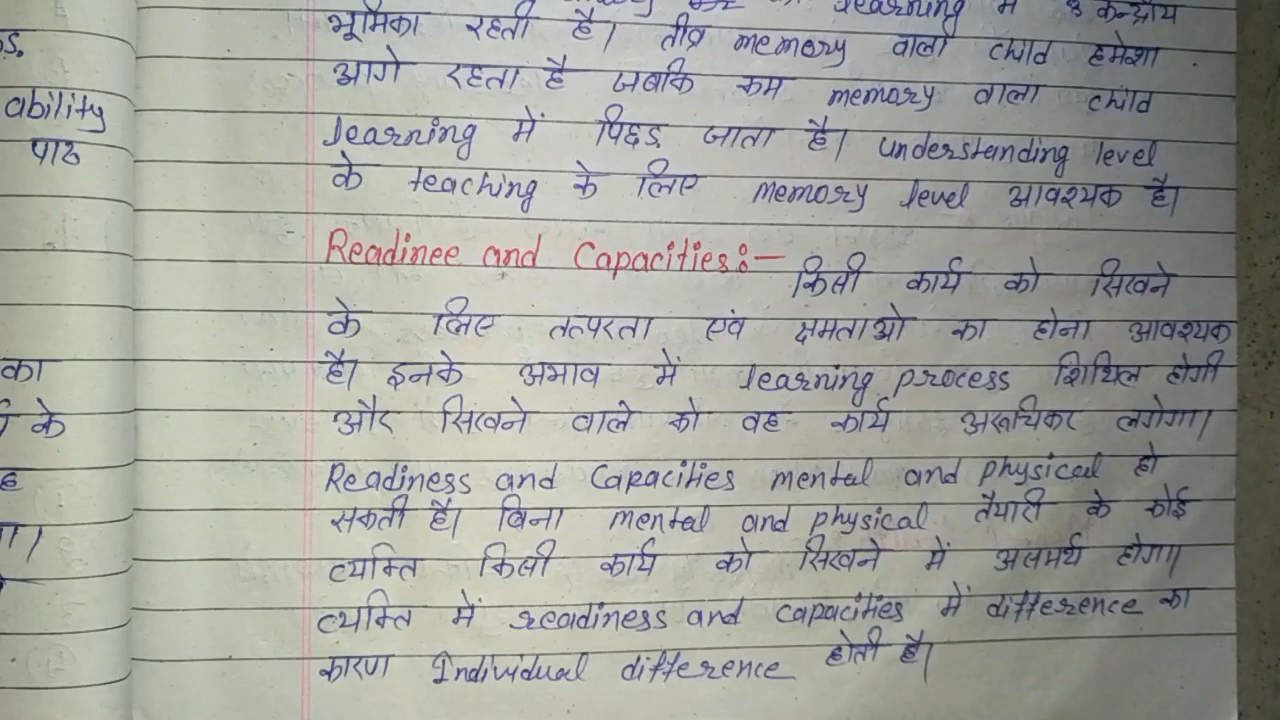 learning में
भूमिका रहती है। तीव्र memory वाला child हमेशा
आगे रहता है जबकि कम memory वाला child
learning में पिछड जाता है। understanding level
के teaching के लिए memory level आवश्यक है।
Readinee and Capacities:-
किसी कार्य को सिखने
के लिए तत्परता एवं क्षमताओ का होना आवश्यक
है। इनके अभाव में learning process शिथिल होगी
और सिखने वाले को वह कार्य अरूचिकर लगेगा।
Readiness and Capacities mental and physical हो
सकती है। बिना mental and physical तैयारी के कोई
व्यक्ति किसी कार्य को सिखने में असमर्थ होगा।
व्यक्ति में readiness and capacities में difference का
कारण Individual difference होती है।
ability
पाठ
का
के